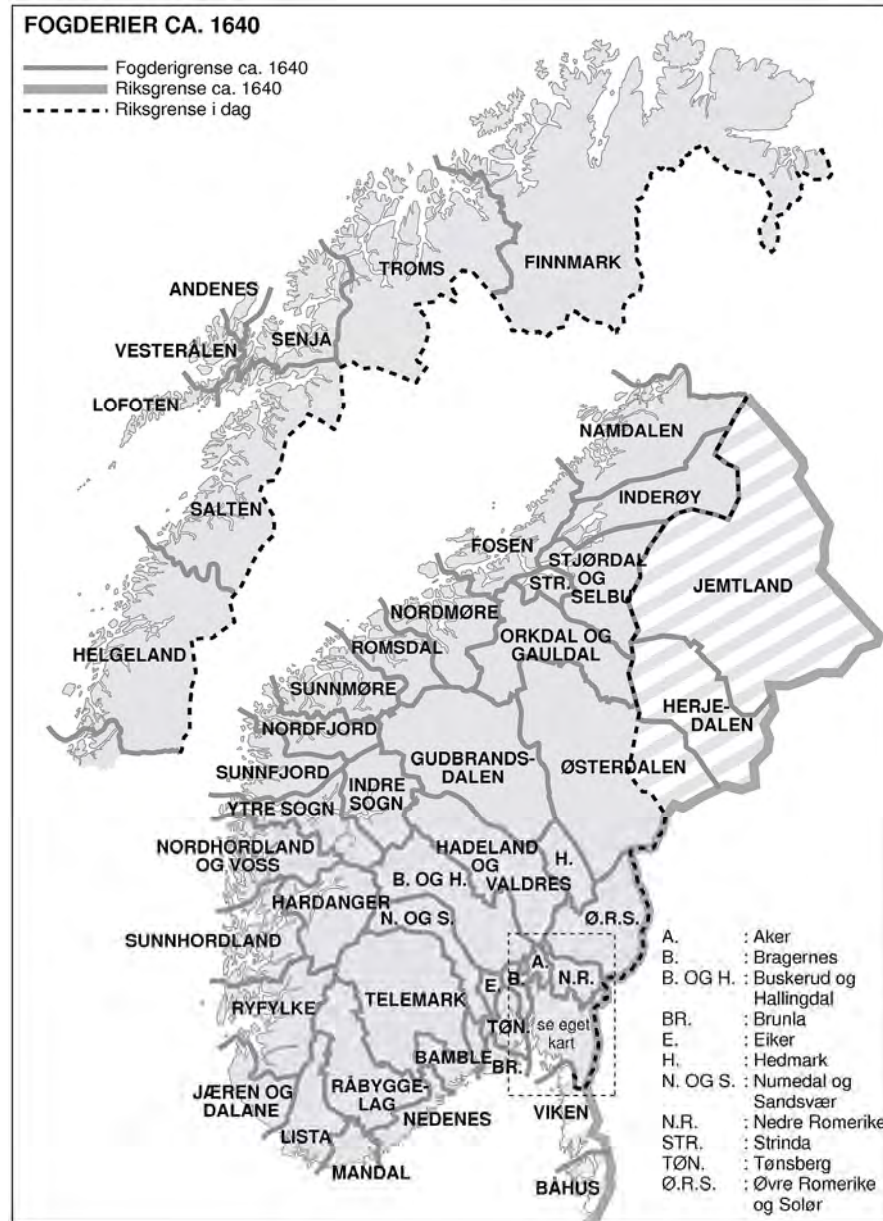 FOGDERIER CA. 1640
Fogderigrense ca. 1640
Riksgrense ca. 1640
Riksgrense i dag
FINNMARK
TROMS
ANDENES
SENJA
VESTERÅLEN
LOFOTEN
SALTEN
HELGELAND
NAMDALEN
INDERØY
FOSEN
STJØRDAL
OG
SELBU
STR.
JEMTLAND
NORDMØRE
ORKDAL OG
GAULDAL
ROMSDAL
SUNNMØRE
HERJE-
DALEN
NORDFJORD
GUDBRANDS-
DALEN
ØSTERDALEN
SUNNFJORD
INDRE
SOGN
YTRE SOGN
NORDHORDLAND
OG VOSS
HADELAND
OG
VALDRES
H.
B. OG H.
HARDANGER
N. OG S.
Ø.R.S.
SUNNHORDLAND
A.
B.
N.R.
E.
RYFYLKE
TELEMARK
TØN.
se eget
kart
BAMBLE
BR.
JÆREN OG
DALANE
RÅBYGGE-
LAG
NEDENES
VIKEN
LISTA
MANDAL
BÅHUS
A. : Aker
B. : Bragernes
B. OG H. : Buskerud og
Hallingdal
BR. : Brunla
E. : Eiker
H. : Hedmark
N. OG S. : Numedal og
Sandsvær
N.R. : Nedre Romerike
STR. : Strinda
TØN. : Tønsberg
Ø.R.S. : Øvre Romerike
og Solør